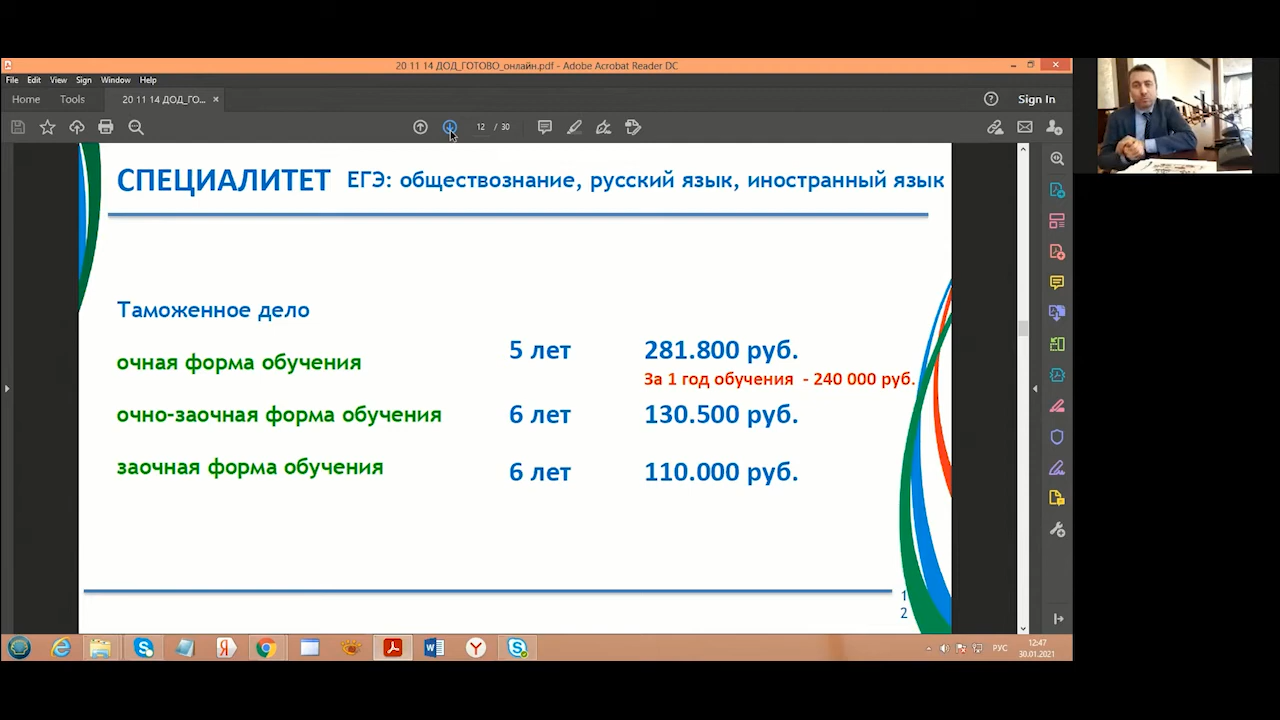 20 11 14 ДОД_ГОТОВО_онлайн.pdf - Adobe Acrobat Reader DC
File Edit View Sign Window Help
Home Tools 20 11 14 ДОД_ГО... × Sign In
12 / 30
СПЕЦИАЛИТЕТ ЕГЭ: обществознание, русский язык, иностранный язык
Таможенное дело
очная форма обучения 5 лет 281.800 руб.
За 1 год обучения - 240 000 руб.
очно-заочная форма обучения 6 лет 130.500 руб.
заочная форма обучения 6 лет 110.000 руб.
1
2
РУС 12:47
30.01.2021